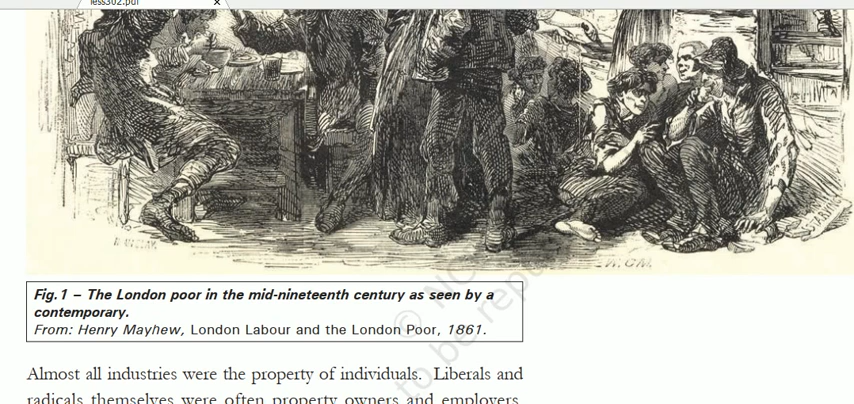 less302.pdf
Fig.1 – The London poor in the mid-nineteenth century as seen by a
contemporary.
From: Henry Mayhew, London Labour and the London Poor, 1861.
Almost all industries were the property of individuals. Liberals and
radicals themselves were often property owners and employers.